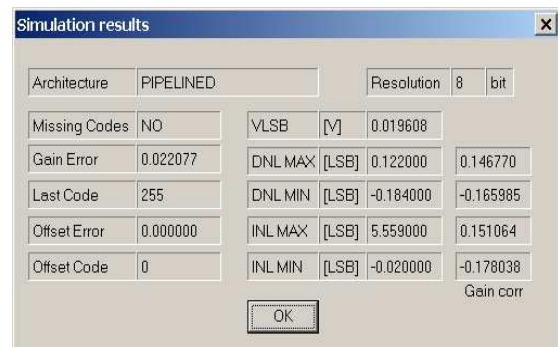 Simulation results
Architecture PIPELINED Resolution 8 bit
Missing Codes NO VLSB [V] 0.019608
Gain Error 0.022077 DNL MAX [LSB] 0.122000 0.146770
Last Code 255 DNL MIN [LSB] -0.184000 -0.165985
Offset Error 0.000000 INL MAX [LSB] 5.559000 0.151064
Offset Code 0 INL MIN [LSB] -0.020000 -0.178038
Gain corr
OK